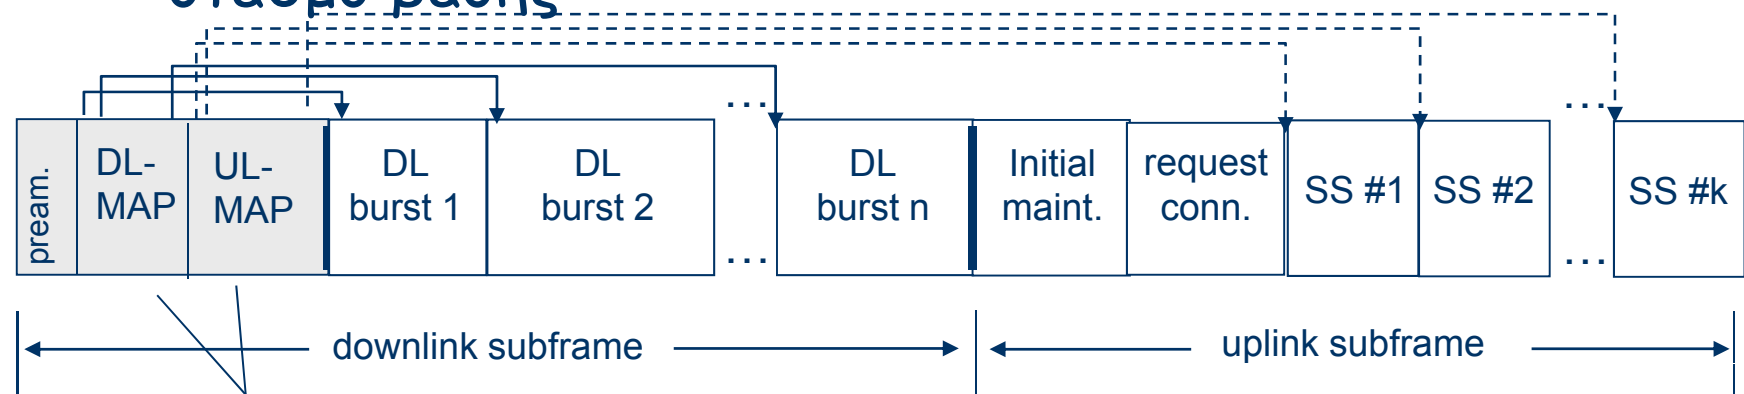 pream.
DL-
MAP
UL-
MAP
DL
burst 1
DL
burst 2
...
...
DL
burst n
Initial
maint.
request
conn.
SS #1
SS #2
...
...
SS #k
downlink subframe
uplink subframe